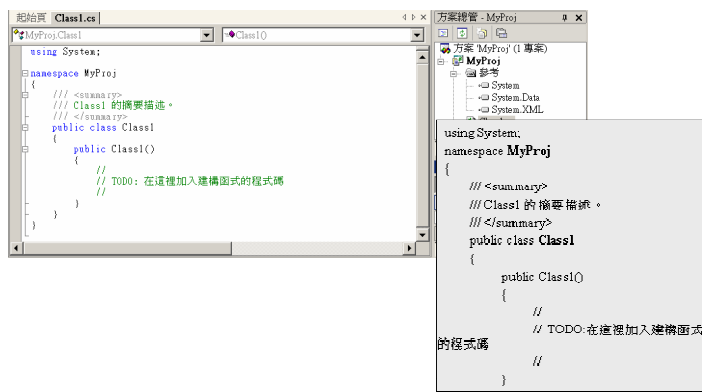 起始頁 Class1.cs
MyProj.Class1
Class1()
using System;
namespace MyProj
{
/// <summary>
/// Class1 的摘要描述。
/// </summary>
public class Class1
{
public Class1()
{
//
// TODO: 在這裡加入建構函式的程式碼
//
}
}
}
方案總管 - MyProj
方案 'MyProj' (1 專案)
MyProj
參考
System
System.Data
System.XML
using System;
namespace MyProj
{
/// <summary>
/// Class1 的摘要描述。
/// </summary>
public class Class1
{
public Class1()
{
//
// TODO:在這裡加入建構函式
的程式碼
//
}